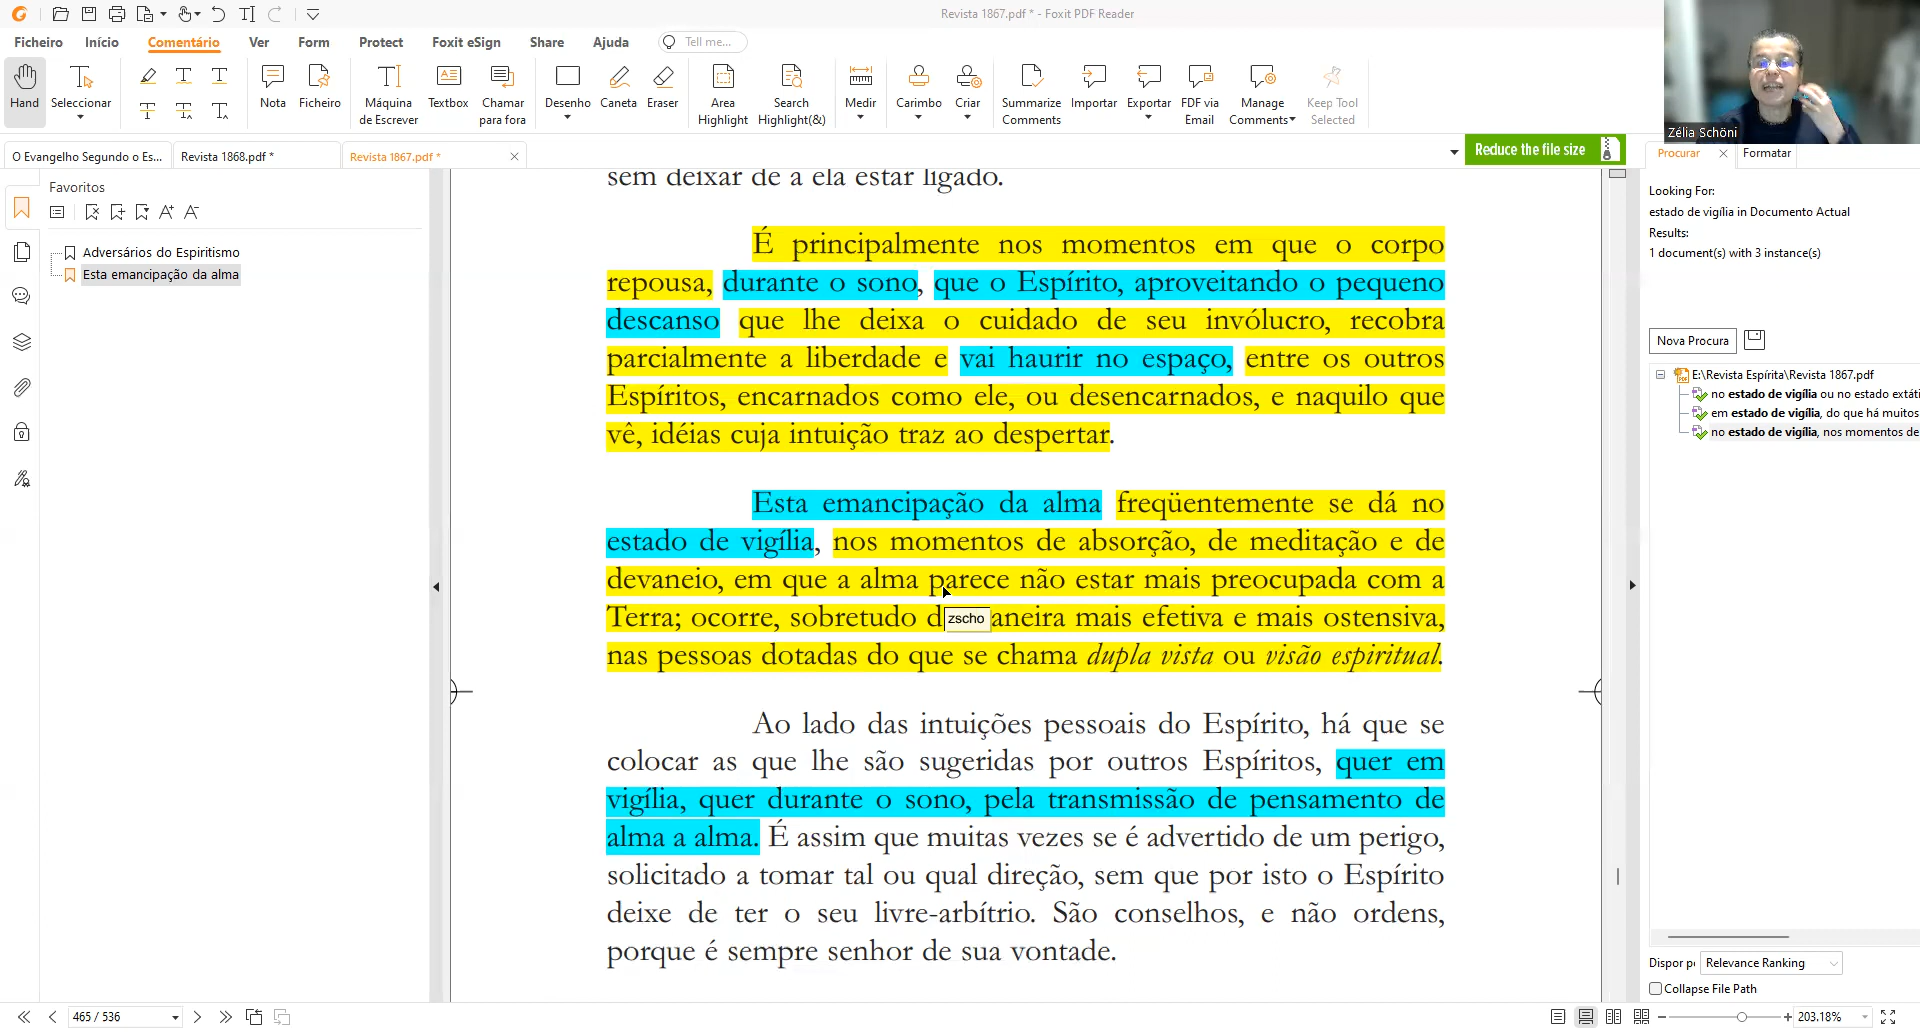 Revista 1867.pdf * - Foxit PDF Reader
Ficheiro Início Comentário Ver Form Protect Foxit eSign Share Ajuda Tell me...
Hand Seleccionar Nota Ficheiro Máquina de Escrever Textbox Chamar para fora Desenho Caneta Eraser Area Highlight Search Highlight(&) Medir Carimbo Criar Summarize Comments Importar Exportar FDF via Email Manage Comments Keep Tool Selected
Zélia Schöni
O Evangelho Segundo o Es... Revista 1868.pdf * Revista 1867.pdf * Reduce the file size Procurar Formatar
Favoritos
Adversários do Espiritismo
Esta emancipação da alma
sem deixar de a ela estar ligado.
É principalmente nos momentos em que o corpo
repousa, durante o sono, que o Espírito, aproveitando o pequeno
descanso que lhe deixa o cuidado de seu invólucro, recobra
parcialmente a liberdade e vai haurir no espaço, entre os outros
Espíritos, encarnados como ele, ou desencarnados, e naquilo que
vê, idéias cuja intuição traz ao despertar.
Esta emancipação da alma freqüentemente se dá no
estado de vigília, nos momentos de absorção, de meditação e de
devaneio, em que a alma parece não estar mais preocupada com a
Terra; ocorre, sobretudo d aneira mais efetiva e mais ostensiva,
zscho
nas pessoas dotadas do que se chama dupla vista ou visão espiritual.
Ao lado das intuições pessoais do Espírito, há que se
colocar as que lhe são sugeridas por outros Espíritos, quer em
vigília, quer durante o sono, pela transmissão de pensamento de
alma a alma. É assim que muitas vezes se é advertido de um perigo,
solicitado a tomar tal ou qual direção, sem que por isto o Espírito
deixe de ter o seu livre-arbítrio. São conselhos, e não ordens,
porque é sempre senhor de sua vontade.
Looking For:
estado de vigília in Documento Actual
Results:
1 document(s) with 3 instance(s)
Nova Procura
E:\Revista Espírita\Revista 1867.pdf
no estado de vigília ou no estado extáti
em estado de vigília, do que há muitos
no estado de vigília, nos momentos de
Dispor p Relevance Ranking
Collapse File Path
465 / 536
203.18%